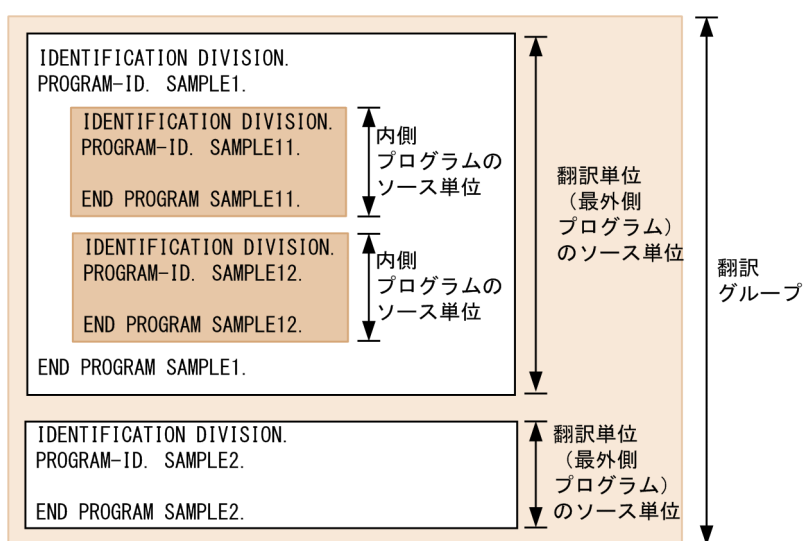 IDENTIFICATION DIVISION.
PROGRAM-ID. SAMPLE1.
IDENTIFICATION DIVISION.
PROGRAM-ID. SAMPLE11.
END PROGRAM SAMPLE11.
内側
プログラムの
ソース単位
IDENTIFICATION DIVISION.
PROGRAM-ID. SAMPLE12.
END PROGRAM SAMPLE12.
内側
プログラムの
ソース単位
END PROGRAM SAMPLE1.
翻訳単位
(最外側
プログラム)
のソース単位
IDENTIFICATION DIVISION.
PROGRAM-ID. SAMPLE2.
END PROGRAM SAMPLE2.
翻訳単位
(最外側
プログラム)
のソース単位
翻訳
グループ